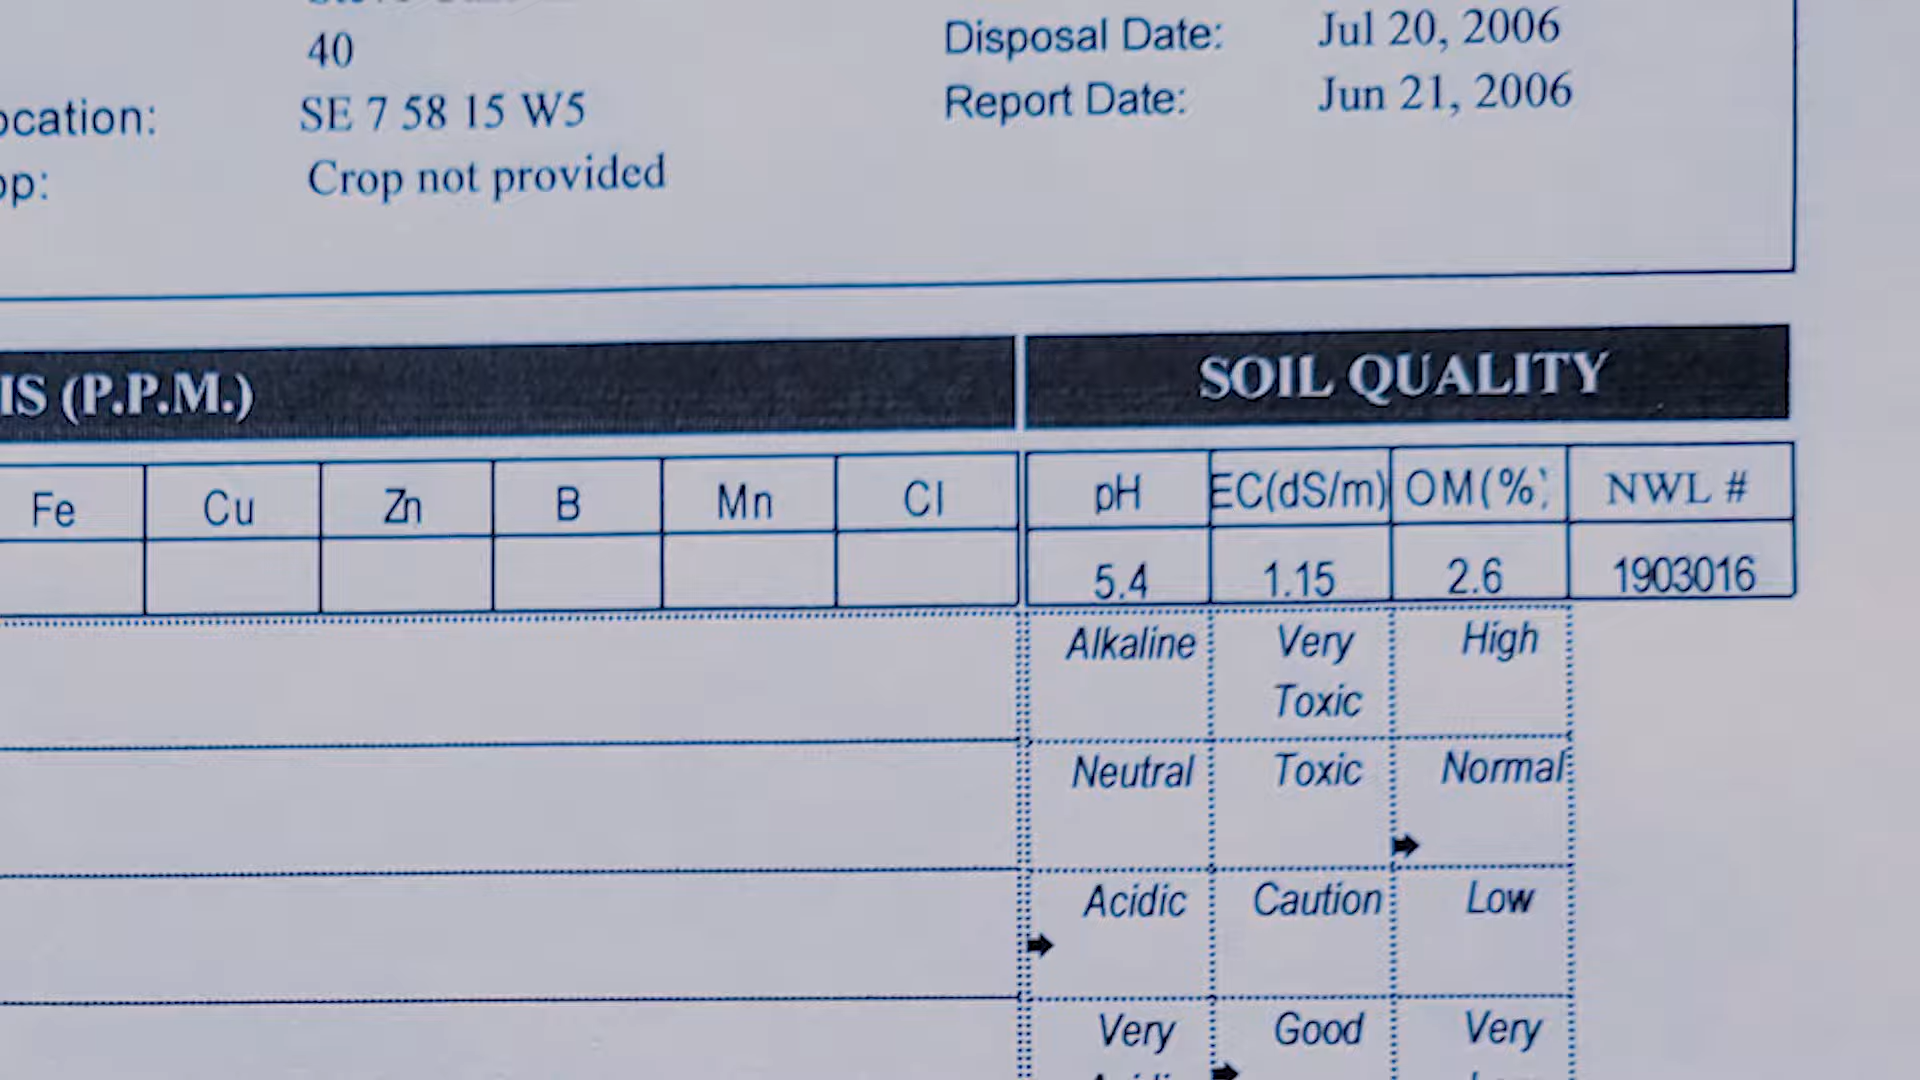 40
Disposal Date: Jul 20, 2006
Report Date: Jun 21, 2006
ocation: SE 7 58 15 W5
op: Crop not provided
IS (P.P.M.) SOIL QUALITY
Fe Cu Zn B Mn Cl pH EC(dS/m) OM(%) NWL #
5.4 1.15 2.6 1903016
Alkaline Very Toxic High
Neutral Toxic Normal
Acidic Caution Low
Very Good Very